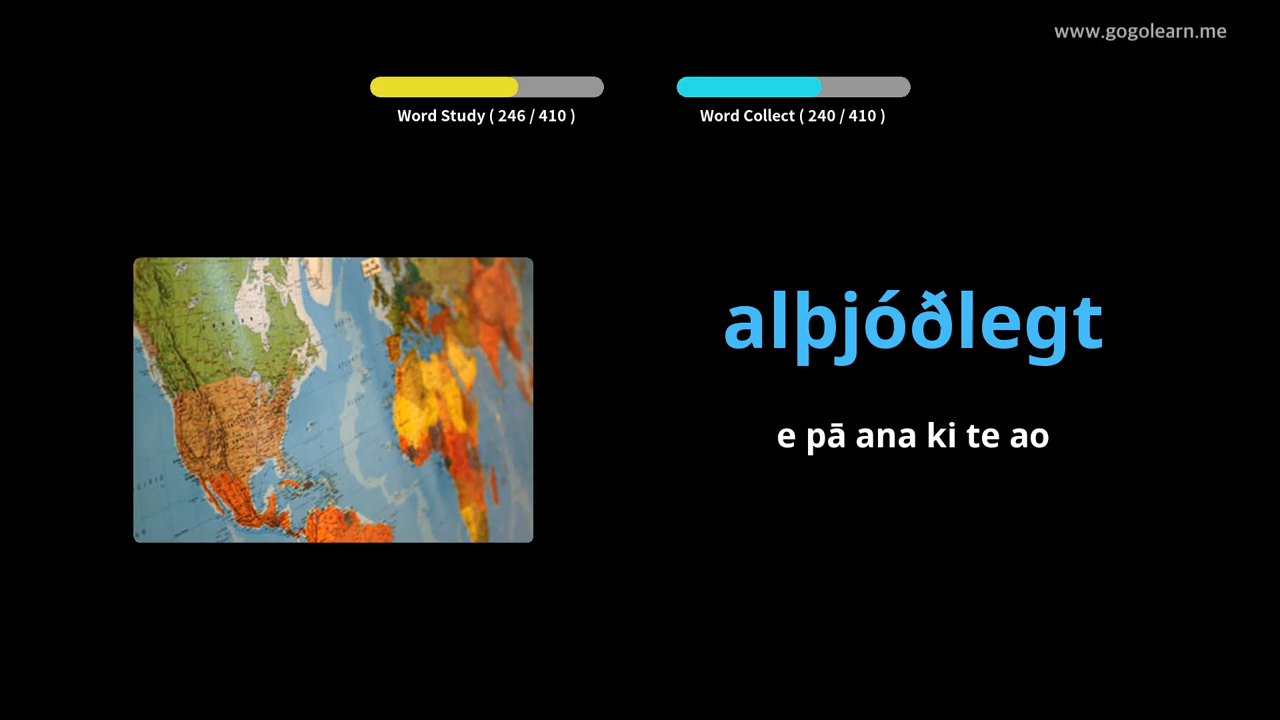 www.gogolearn.me
Word Study ( 246 / 410 )
Word Collect ( 240 / 410 )
alþjóðlegt
e pā ana ki te ao